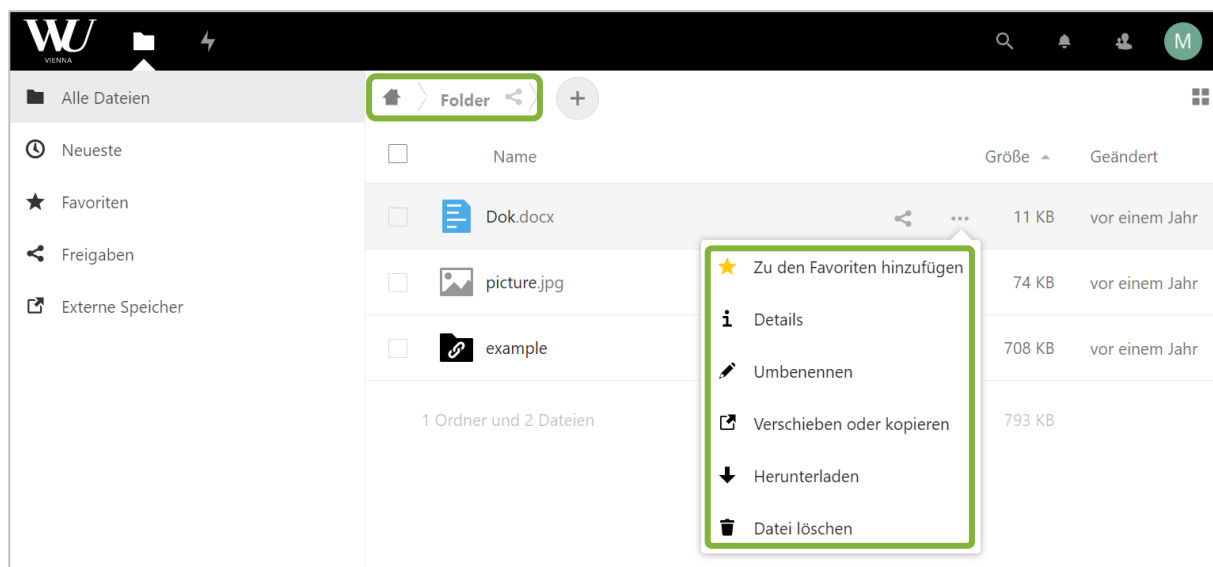 WU
VIENNA
M
Alle Dateien
Folder
Neueste
Name Größe Geändert
Favoriten
Dok.docx 11 KB vor einem Jahr
Freigaben
Zu den Favoriten hinzufügen
picture.jpg 74 KB vor einem Jahr
Externe Speicher
Details
example 708 KB vor einem Jahr
Umbenennen
1 Ordner und 2 Dateien 793 KB
Verschieben oder kopieren
Herunterladen
Datei löschen